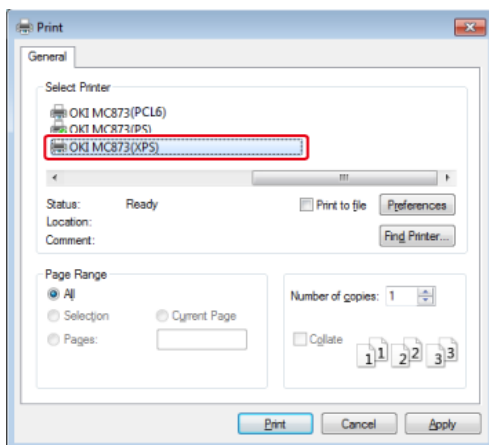 Print
General
Select Printer
OKI MC873(PCL6)
OKI MC873(PS)
OKI MC873(XPS)
Status: Ready
Print to file
Preferences
Location:
Comment:
Find Printer...
Page Range
All
Selection
Current Page
Pages:
Number of copies: 1
Collate
1 1 2 2 3 3
Print
Cancel
Apply